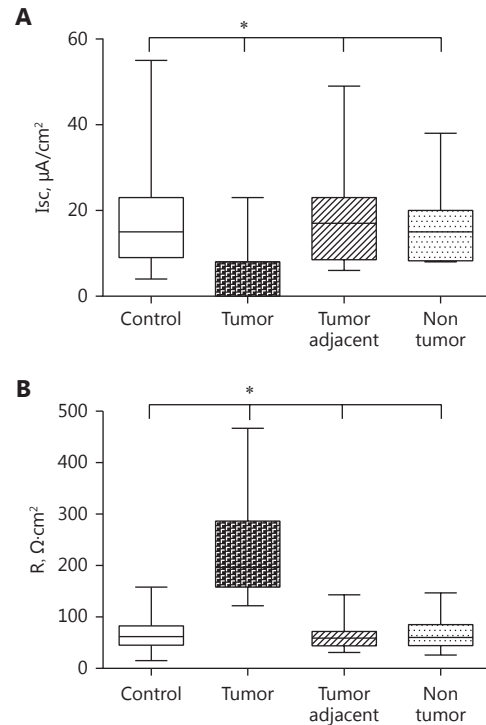 A
*
60
40
20
0
Isc, µA/cm²
Control Tumor Tumor adjacent Non tumor
B
*
500
400
300
200
100
0
R, Ω·cm²
Control Tumor Tumor adjacent Non tumor